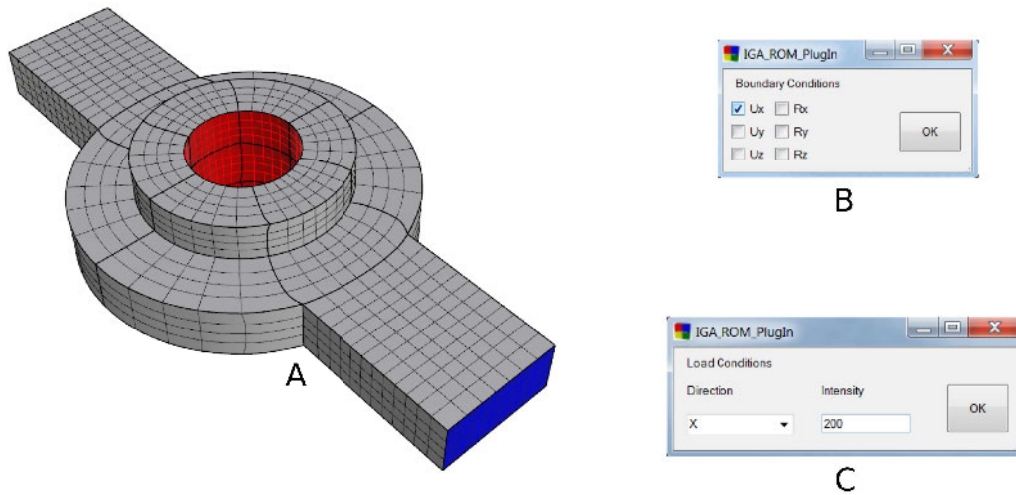 IGA_ROM_PlugIn
Boundary Conditions
Ux Rx
Uy Ry
Uz Rz
OK
B
A
IGA_ROM_PlugIn
Load Conditions
Direction Intensity
X 200
OK
C